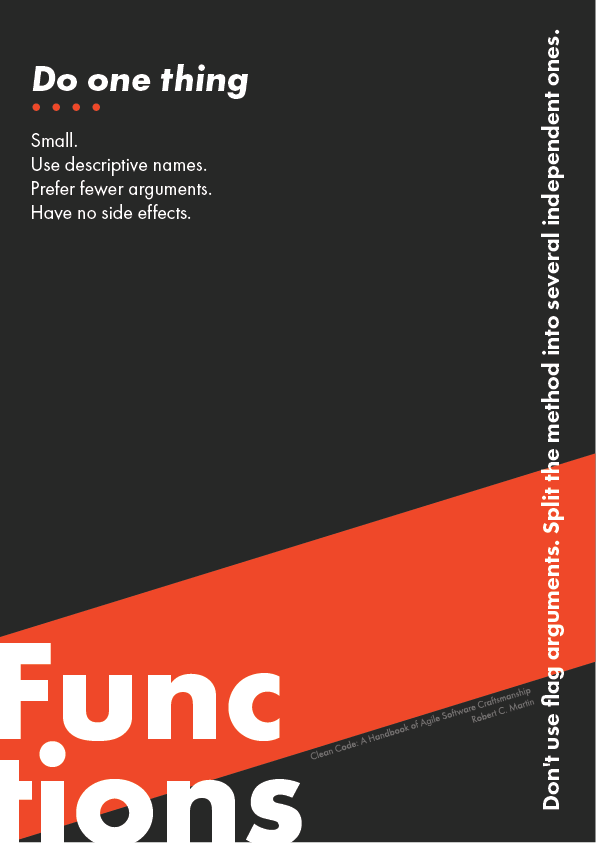 Do one thing
Small.
Use descriptive names.
Prefer fewer arguments.
Have no side effects.
Don't use flag arguments. Split the method into several independent ones.
Func
tions
Clean Code: A Handbook of Agile Software Craftsmanship
Robert C. Martin